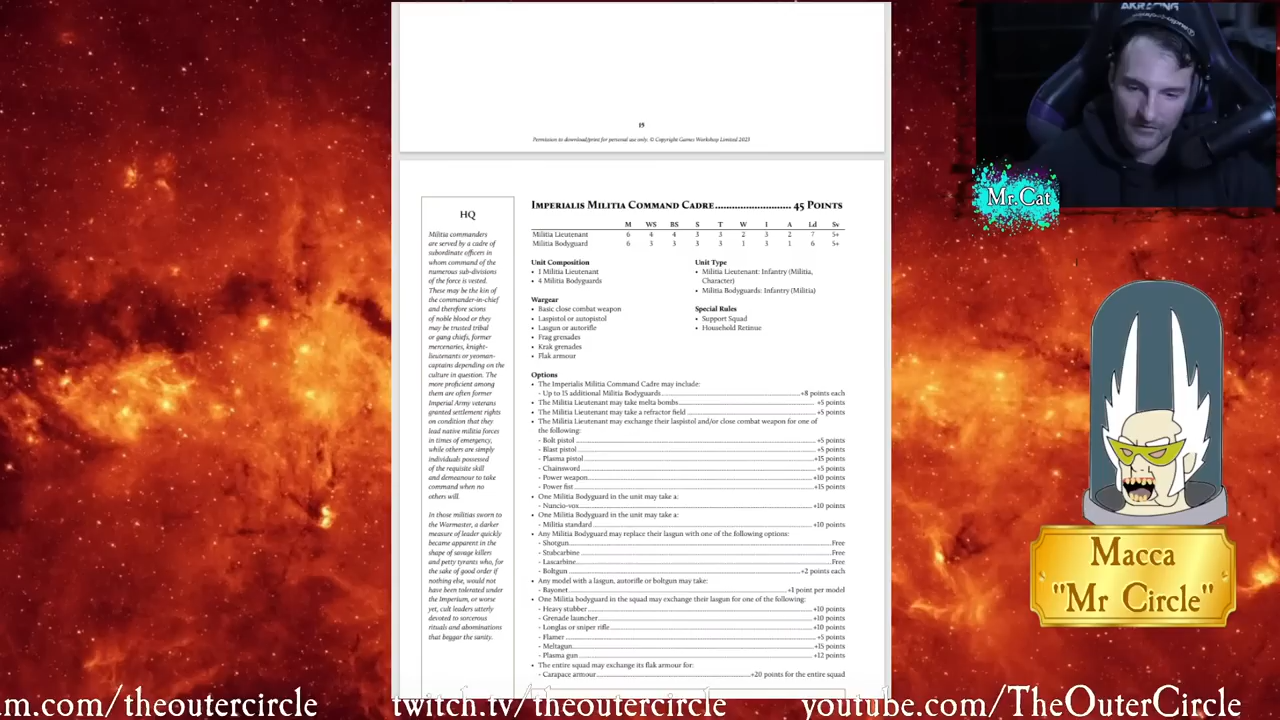 15
Permission to download/print for personal use only. © Copyright Games Workshop Limited 2023
HQ
Militia commanders
are served by a cadre of
subordinate officers in
whom command of the
numerous sub-divisions
of the force is vested.
These may be the kin of
the commander-in-chief
and therefore scions
of noble blood or they
may be trusted tribal
or gang chiefs, former
mercenaries, knight-
lieutenants or yeoman-
captains depending on the
culture in question. The
more proficient among
them are often former
Imperial Army veterans
granted settlement rights
on condition that they
lead native militia forces
in times of emergency,
while others are simply
individuals possessed
of the requisite skill
and demeanour to take
command when no
others will.
In those militias sworn to
the Warmaster, a darker
measure of leader quickly
became apparent in the
shape of savage killers
and petty tyrants who, for
the sake of good order if
nothing else, would not
have been tolerated under
the Imperium, or worse
yet, cult leaders utterly
devoted to sorcerous
rituals and abominations
that beggar the sanity.
Imperialis Militia Command Cadre.......................... 45 Points
M WS BS S T W I A Ld Sv
Militia Lieutenant 6 4 4 3 3 2 3 2 7 5+
Militia Bodyguard 6 3 3 3 3 1 3 1 6 5+
Unit Composition
• 1 Militia Lieutenant
• 4 Militia Bodyguards
Unit Type
• Militia Lieutenant: Infantry (Militia,
Character)
• Militia Bodyguards: Infantry (Militia)
Wargear
• Basic close combat weapon
• Laspistol or autopistol
• Lasgun or autorifle
• Frag grenades
• Krak grenades
• Flak armour
Special Rules
• Support Squad
• Household Retinue
Options
• The Imperialis Militia Command Cadre may include:
- Up to 15 additional Militia Bodyguards +8 points each
• The Militia Lieutenant may take melta bombs +5 points
• The Militia Lieutenant may take a refractor field +5 points
• The Militia Lieutenant may exchange their laspistol and/or close combat weapon for one of
the following:
- Bolt pistol +5 points
- Blast pistol +5 points
- Plasma pistol +15 points
- Chainsword +5 points
- Power weapon +10 points
- Power fist +15 points
• One Militia Bodyguard in the unit may take a:
- Nuncio-vox +10 points
• One Militia Bodyguard in the unit may take a:
- Militia standard +10 points
• Any Militia Bodyguard may replace their lasgun with one of the following options:
- Shotgun Free
- Stubcarbine Free
- Lascarbine Free
- Boltgun +2 points each
• Any model with a lasgun, autorifle or boltgun may take:
- Bayonet +1 point per model
• One Militia bodyguard in the squad may exchange their lasgun for one of the following:
- Heavy stubber +10 points
- Grenade launcher +10 points
- Longlas or sniper rifle +10 points
- Flamer +5 points
- Meltagun +15 points
- Plasma gun +12 points
• The entire squad may exchange its flak armour for:
- Carapace armour +20 points for the entire squad
AKRACING
Mr.Cat
Macca
"Mr Circle"
m.com/theoutercircle
twitch.tv/theoutercircle
youtube.com/TheOuterCircle